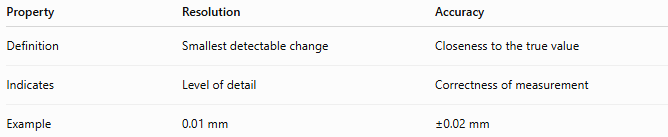 Property Resolution Accuracy
Definition Smallest detectable change Closeness to the true value
Indicates Level of detail Correctness of measurement
Example 0.01 mm ±0.02 mm